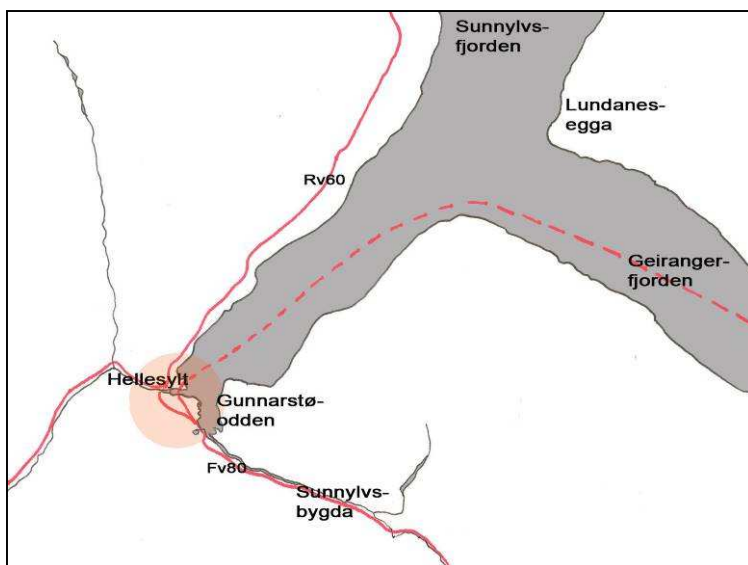 Sunnylvs-
fjorden
Lundanes-
egga
Rv60
Geiranger-
fjorden
Hellesylt
Gunnarstø-
odden
Fv80
Sunnylvs-
bygda